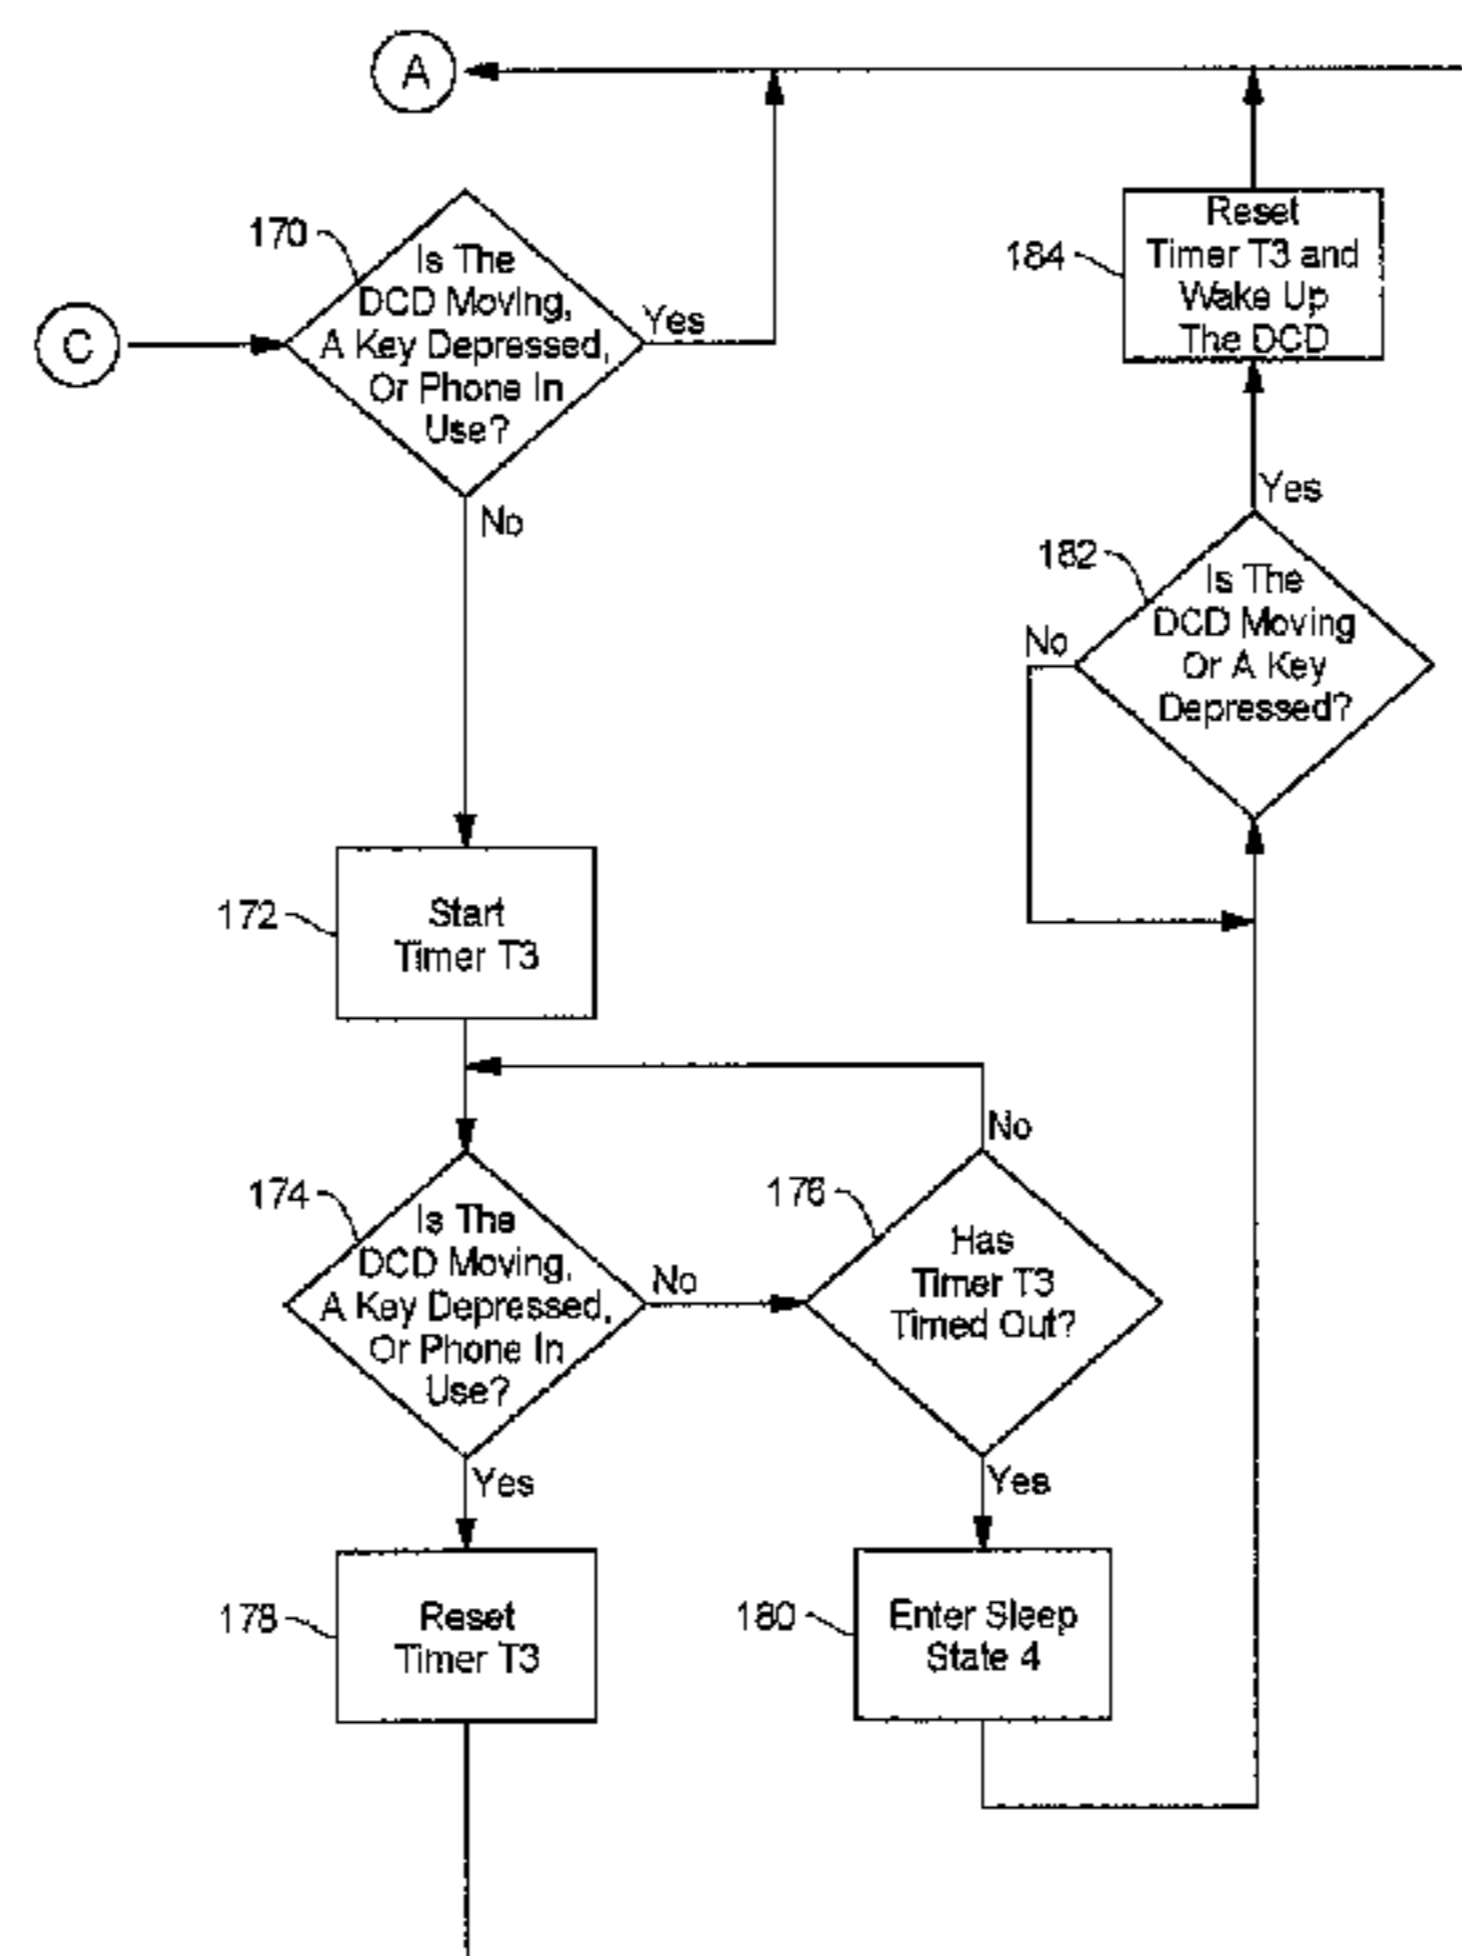 A
170
Is The
DCD Moving,
A Key Depressed,
Or Phone In
Use?
Yes
No
C
184
Reset
Timer T3 and
Wake Up
The DCD
Yes
182
Is The
DCD Moving
Or A Key
Depressed?
No
172
Start
Timer T3
174
Is The
DCD Moving,
A Key Depressed,
Or Phone In
Use?
No
Yes
176
Has
Timer T3
Timed Out?
No
Yes
178
Reset
Timer T3
180
Enter Sleep
State 4